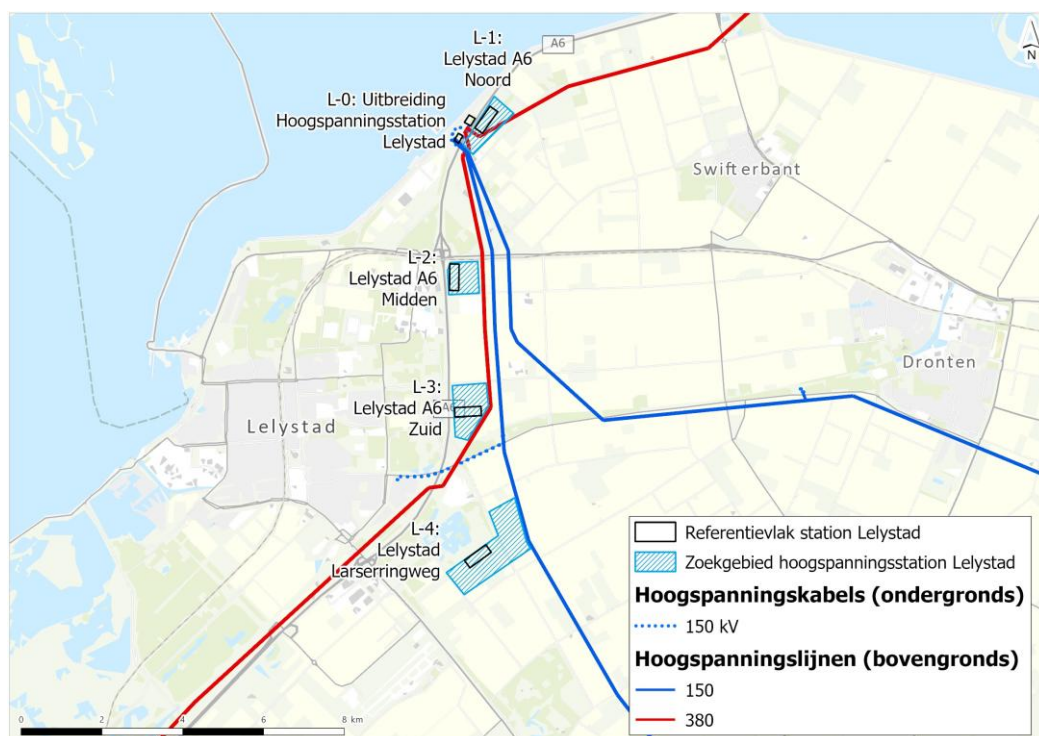 A6
N
L-1:
Lelystad A6
Noord
L-0: Uitbreiding
Hoogspanningsstation
Lelystad
Swifterbant
L-2:
Lelystad A6
Midden
Dronten
L-3:
Lelystad A6
Zuid
Lelystad
L-4:
Lelystad
Larserringweg
Referentievlak station Lelystad
Zoekgebied hoogspanningsstation Lelystad
Hoogspanningskabels (ondergronds)
150 kV
Hoogspanningslijnen (bovengronds)
150
380
0 2 4 6 8 km